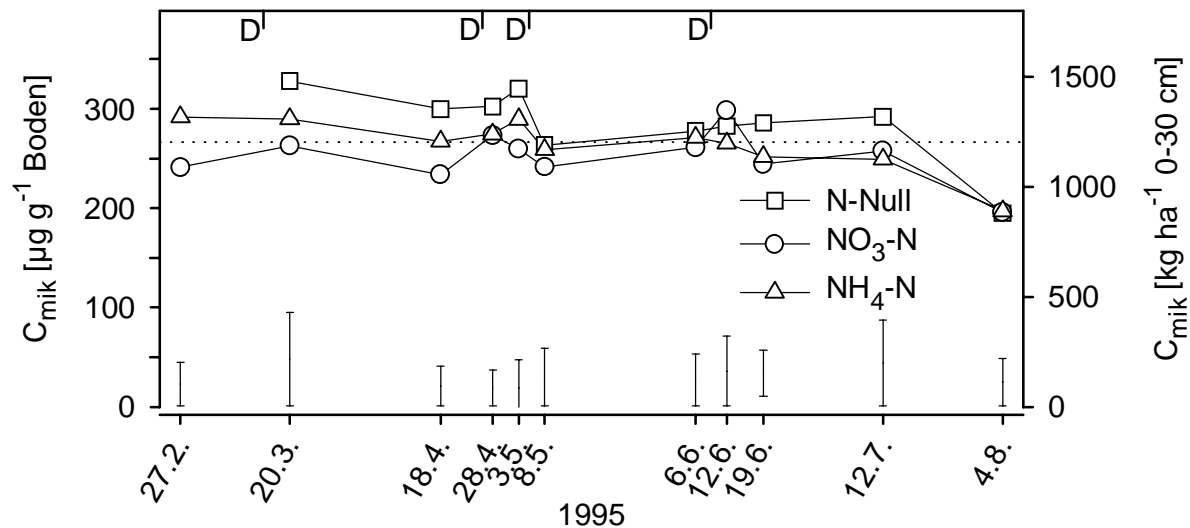 D D D D
C_mik [µg g⁻¹ Boden]
300
200
100
0
1500
1000
500
0
C_mik [kg ha⁻¹ 0-30 cm]
N-Null
NO₃-N
NH₄-N
27.2. 20.3. 18.4. 28.4. 3.5. 8.5. 6.6. 12.6. 19.6. 12.7. 4.8.
1995